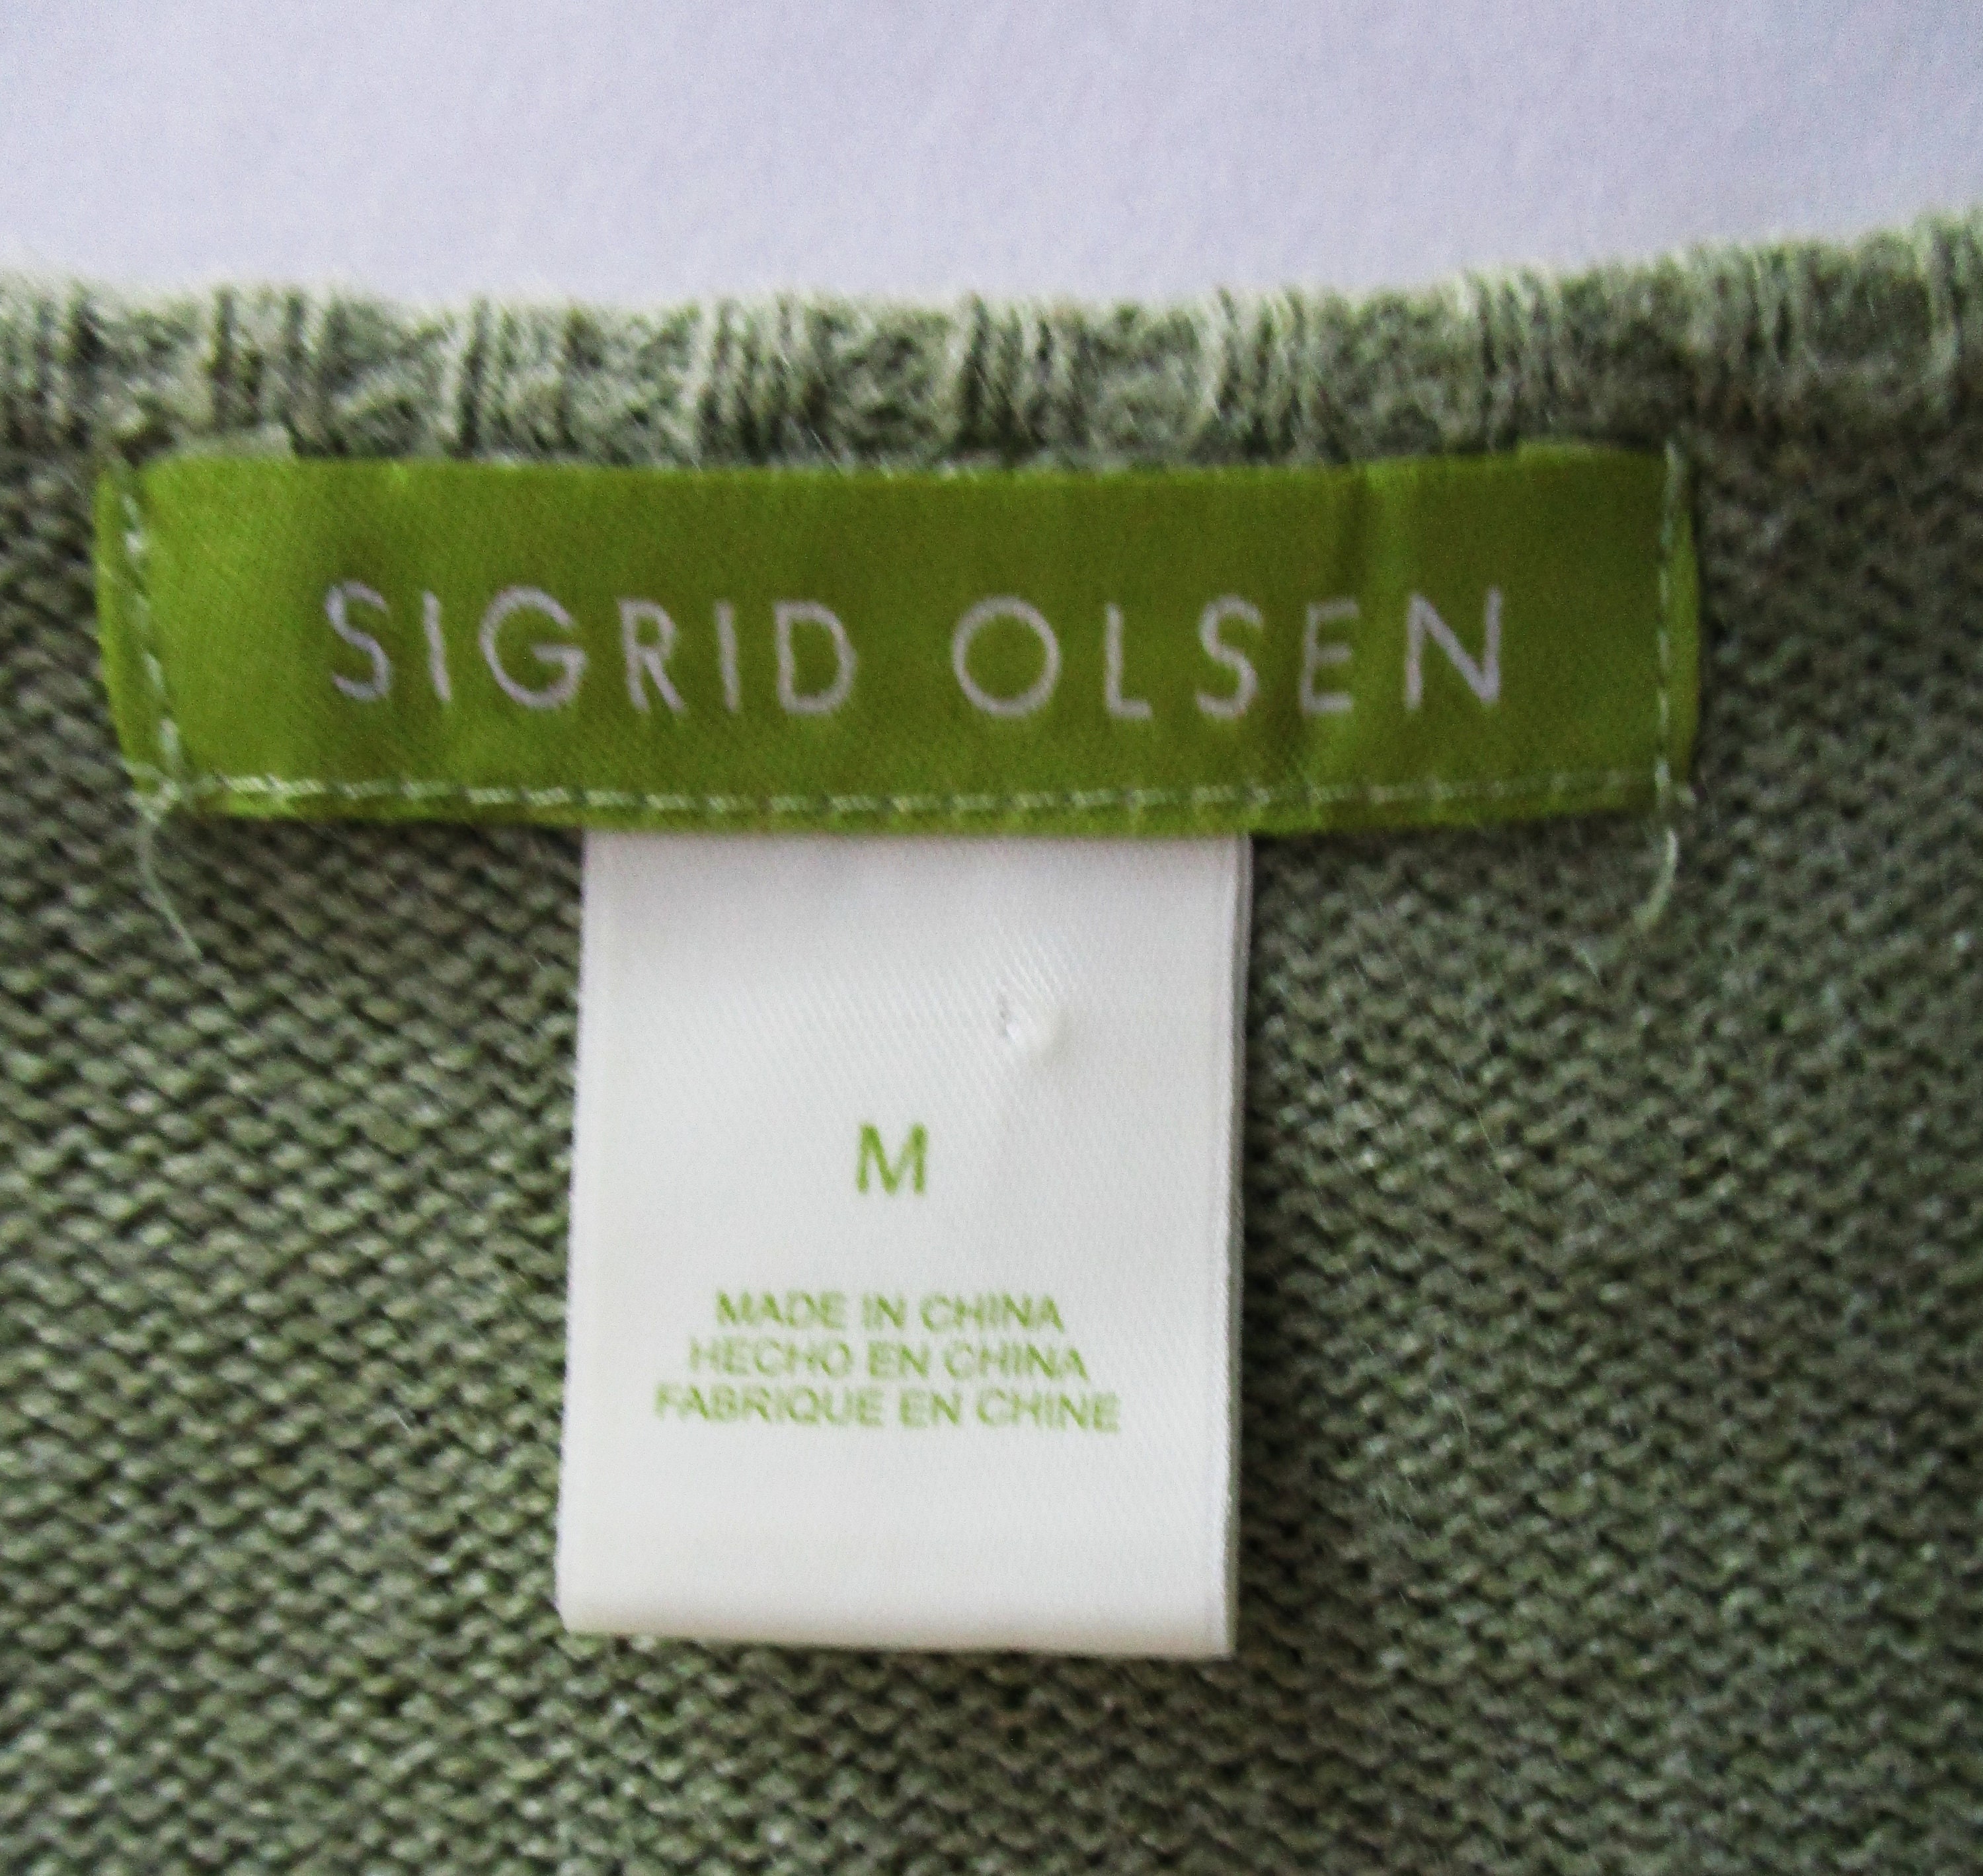 SIGRID OLSEN
M
MADE IN CHINA
HECHO EN CHINA
FABRIQUE EN CHINE